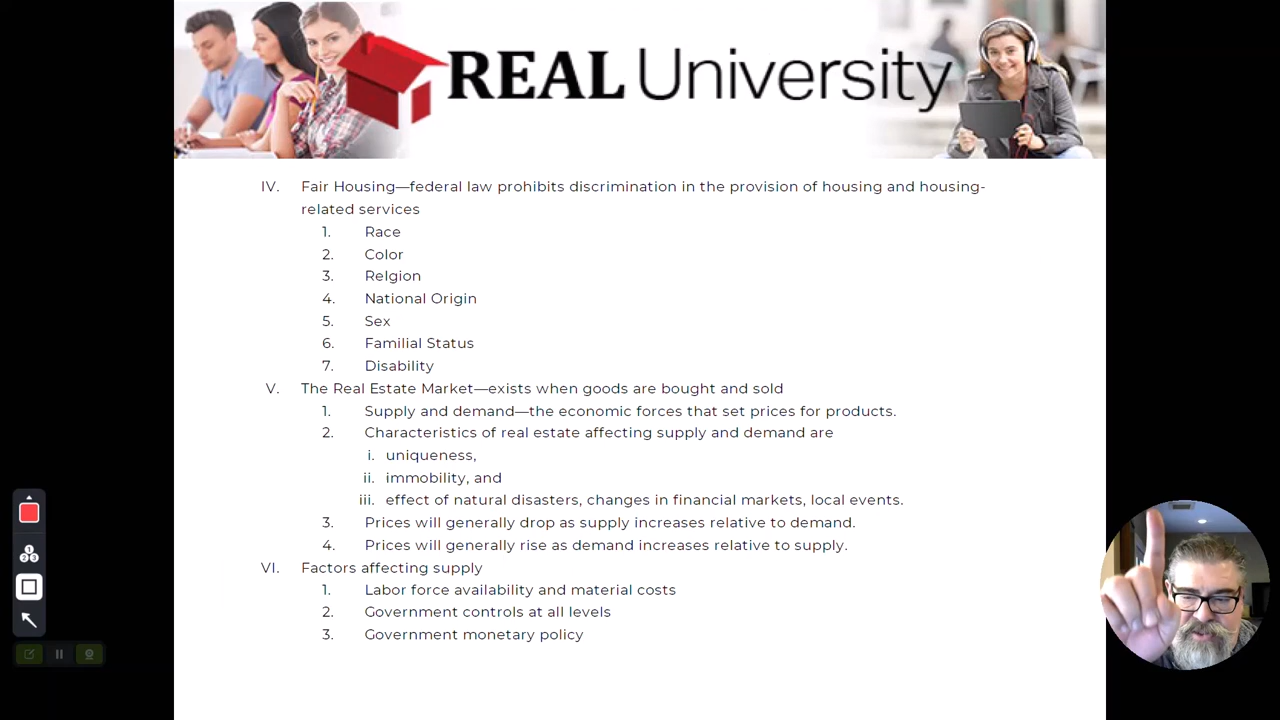 REAL University
IV. Fair Housing—federal law prohibits discrimination in the provision of housing and housing-
related services
1. Race
2. Color
3. Relgion
4. National Origin
5. Sex
6. Familial Status
7. Disability
V. The Real Estate Market—exists when goods are bought and sold
1. Supply and demand—the economic forces that set prices for products.
2. Characteristics of real estate affecting supply and demand are
i. uniqueness,
ii. immobility, and
iii. effect of natural disasters, changes in financial markets, local events.
3. Prices will generally drop as supply increases relative to demand.
4. Prices will generally rise as demand increases relative to supply.
VI. Factors affecting supply
1. Labor force availability and material costs
2. Government controls at all levels
3. Government monetary policy